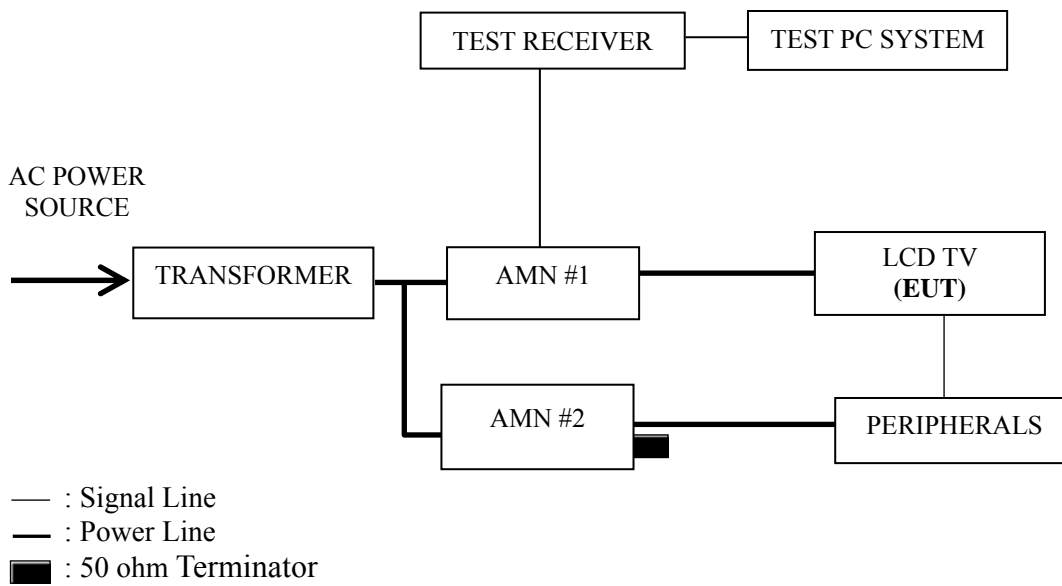 TEST RECEIVER
TEST PC SYSTEM
AC POWER
SOURCE
TRANSFORMER
AMN #1
LCD TV
(EUT)
AMN #2
PERIPHERALS
: Signal Line
: Power Line
: 50 ohm Terminator